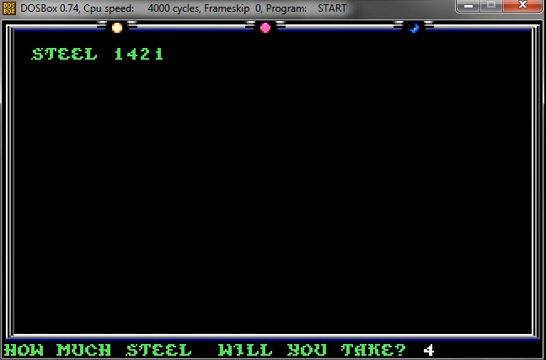 DOSBox 0.74, Cpu speed: 4000 cycles, Frameskip 0, Program: START
STEEL 1421
HOW MUCH STEEL WILL YOU TAKE? 4